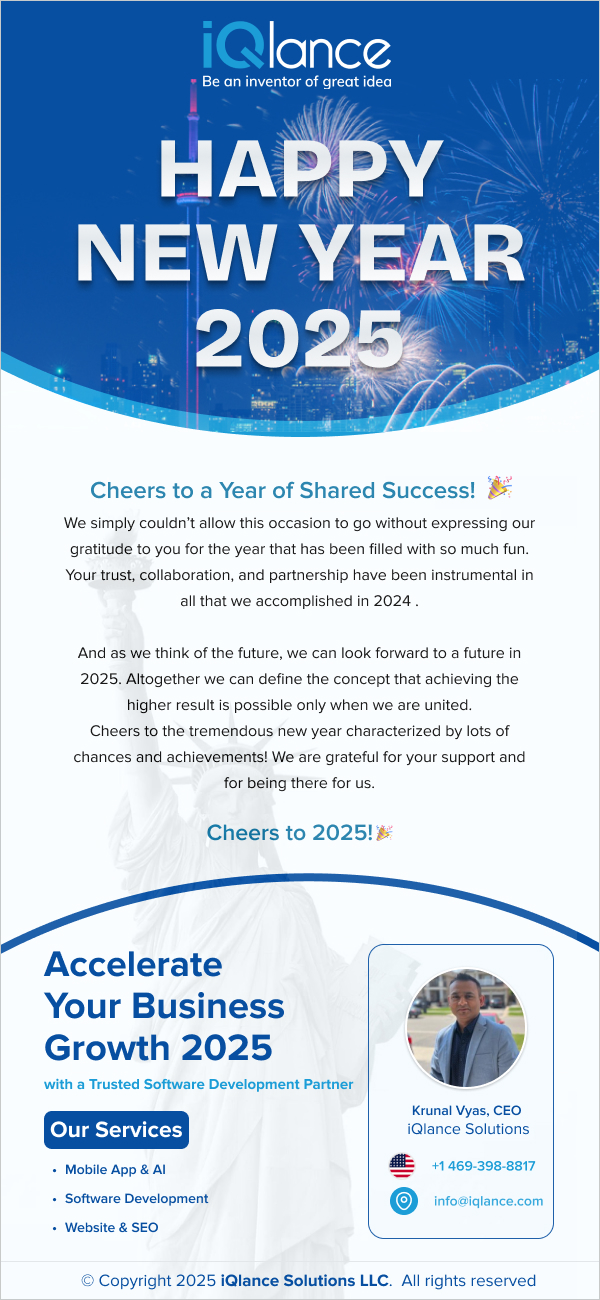 iQlance
Be an inventor of great idea
HAPPY
NEW YEAR
2025
Cheers to a Year of Shared Success! 🎉
We simply couldn't allow this occasion to go without expressing our
gratitude to you for the year that has been filled with so much fun.
Your trust, collaboration, and partnership have been instrumental in
all that we accomplished in 2024 .
And as we think of the future, we can look forward to a future in
2025. Altogether we can define the concept that achieving the
higher result is possible only when we are united.
Cheers to the tremendous new year characterized by lots of
chances and achievements! We are grateful for your support and
for being there for us.
Cheers to 2025!🎉
Accelerate
Your Business
Growth 2025
with a Trusted Software Development Partner
Our Services
• Mobile App & AI
• Software Development
• Website & SEO
Krunal Vyas, CEO
iQlance Solutions
+1 469-398-8817
info@iqlance.com
© Copyright 2025 iQlance Solutions LLC. All rights reserved